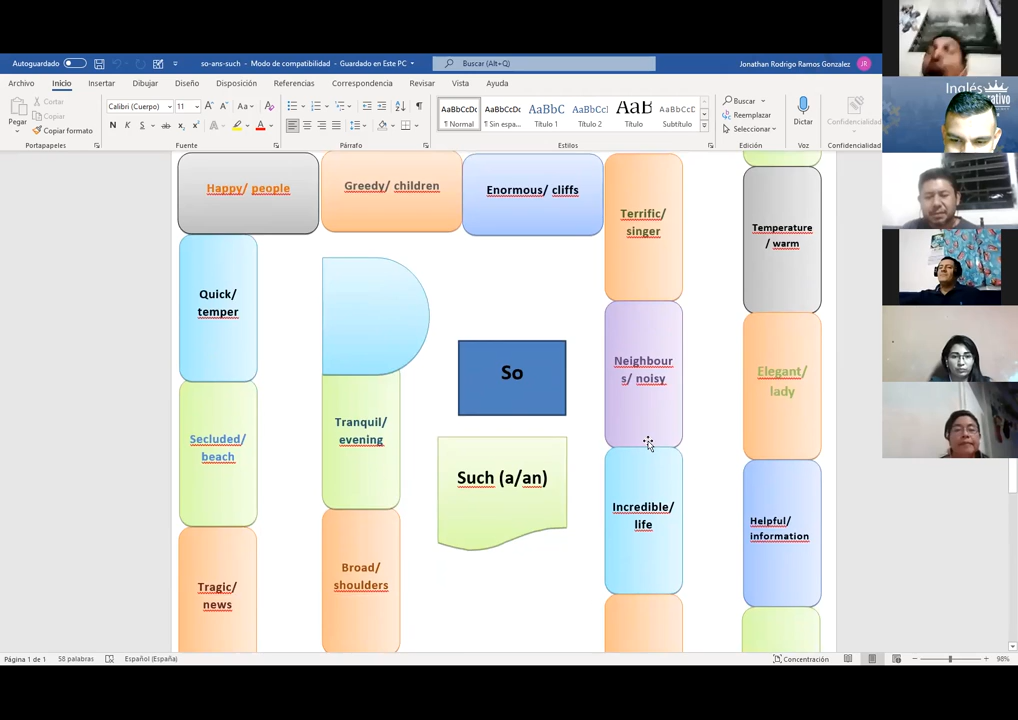 Autoguardado
so-ans-such - Modo de compatibilidad - Guardado en Este PC
Buscar (Alt+Q)
Jonathan Rodrigo Ramos Gonzalez
JR
Archivo
Inicio
Insertar
Dibujar
Diseño
Disposición
Referencias
Correspondencia
Revisar
Vista
Ayuda
Pegar
Cortar
Copiar
Copiar formato
Portapapeles
Calibri (Cuerpo)
11
Fuente
Párrafo
AaBbCcDc
¶ Normal
AaBbCcDc
¶ Sin espa...
AaBbC
Título 1
AaBbCcI
Título 2
AaB
Título
AaBbCcD
Subtítulo
Estilos
Buscar
Reemplazar
Seleccionar
Edición
Dictar
Voz
Confidencialidad
Confidencialidad
Inglés
Happy/ people
Greedy/ children
Enormous/ cliffs
Terrific/
singer
Temperature
/ warm
Quick/
temper
So
Neighbour
s/ noisy
Elegant/
lady
Secluded/
beach
Tranquil/
evening
Such (a/an)
Incredible/
life
Helpful/
information
Tragic/
news
Broad/
shoulders
Página 1 de 1
58 palabras
Español (España)
Concentración
98%